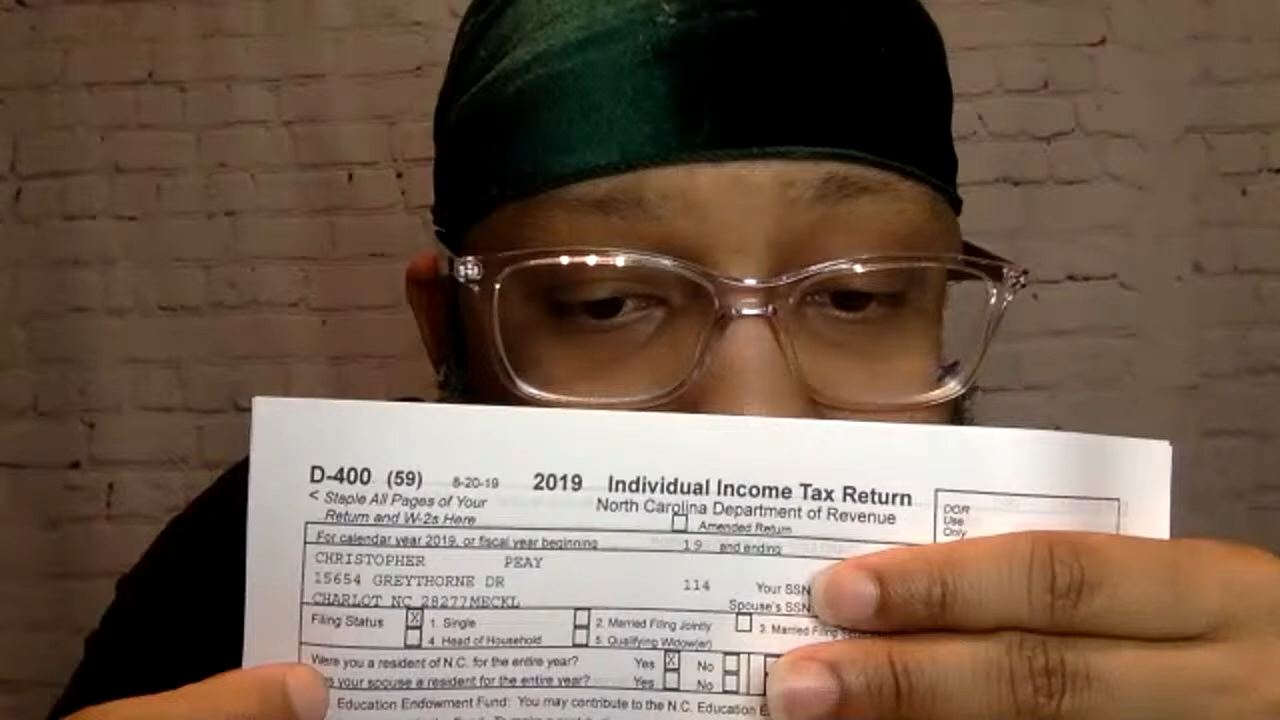 D-400 (59) 8-20-19 2019 Individual Income Tax Return
< Staple All Pages of Your
Return and W-2s Here
North Carolina Department of Revenue
Amended Return
DOR
Use
Only
For calendar year 2019, or fiscal year beginning 19 and ending
CHRISTOPHER PEAY
15654 GREYTHORNE DR 114 Your SSN
CHARLOT NC 28277MECKL Spouse's SSN
Filing Status X 1. Single 2. Married Filing Jointly 3. Married Filing
4. Head of Household 5. Qualifying Widow(er)
Were you a resident of N.C. for the entire year? Yes X No
your spouse a resident for the entire year? Yes No
Education Endowment Fund: You may contribute to the N.C. Education E